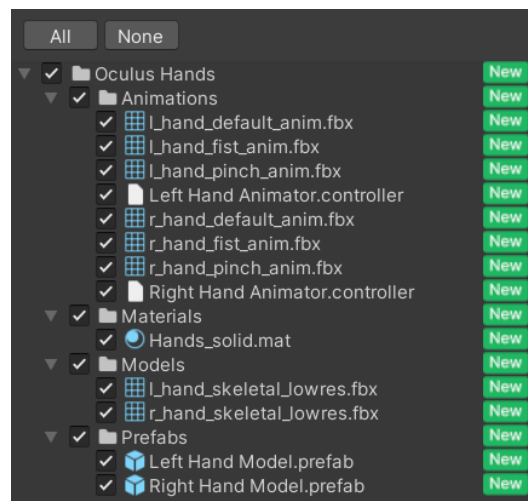 All None
Oculus Hands New
Animations New
l_hand_default_anim.fbx New
l_hand_fist_anim.fbx New
l_hand_pinch_anim.fbx New
Left Hand Animator.controller New
r_hand_default_anim.fbx New
r_hand_fist_anim.fbx New
r_hand_pinch_anim.fbx New
Right Hand Animator.controller New
Materials New
Hands_solid.mat New
Models New
l_hand_skeletal_lowres.fbx New
r_hand_skeletal_lowres.fbx New
Prefabs New
Left Hand Model.prefab New
Right Hand Model.prefab New